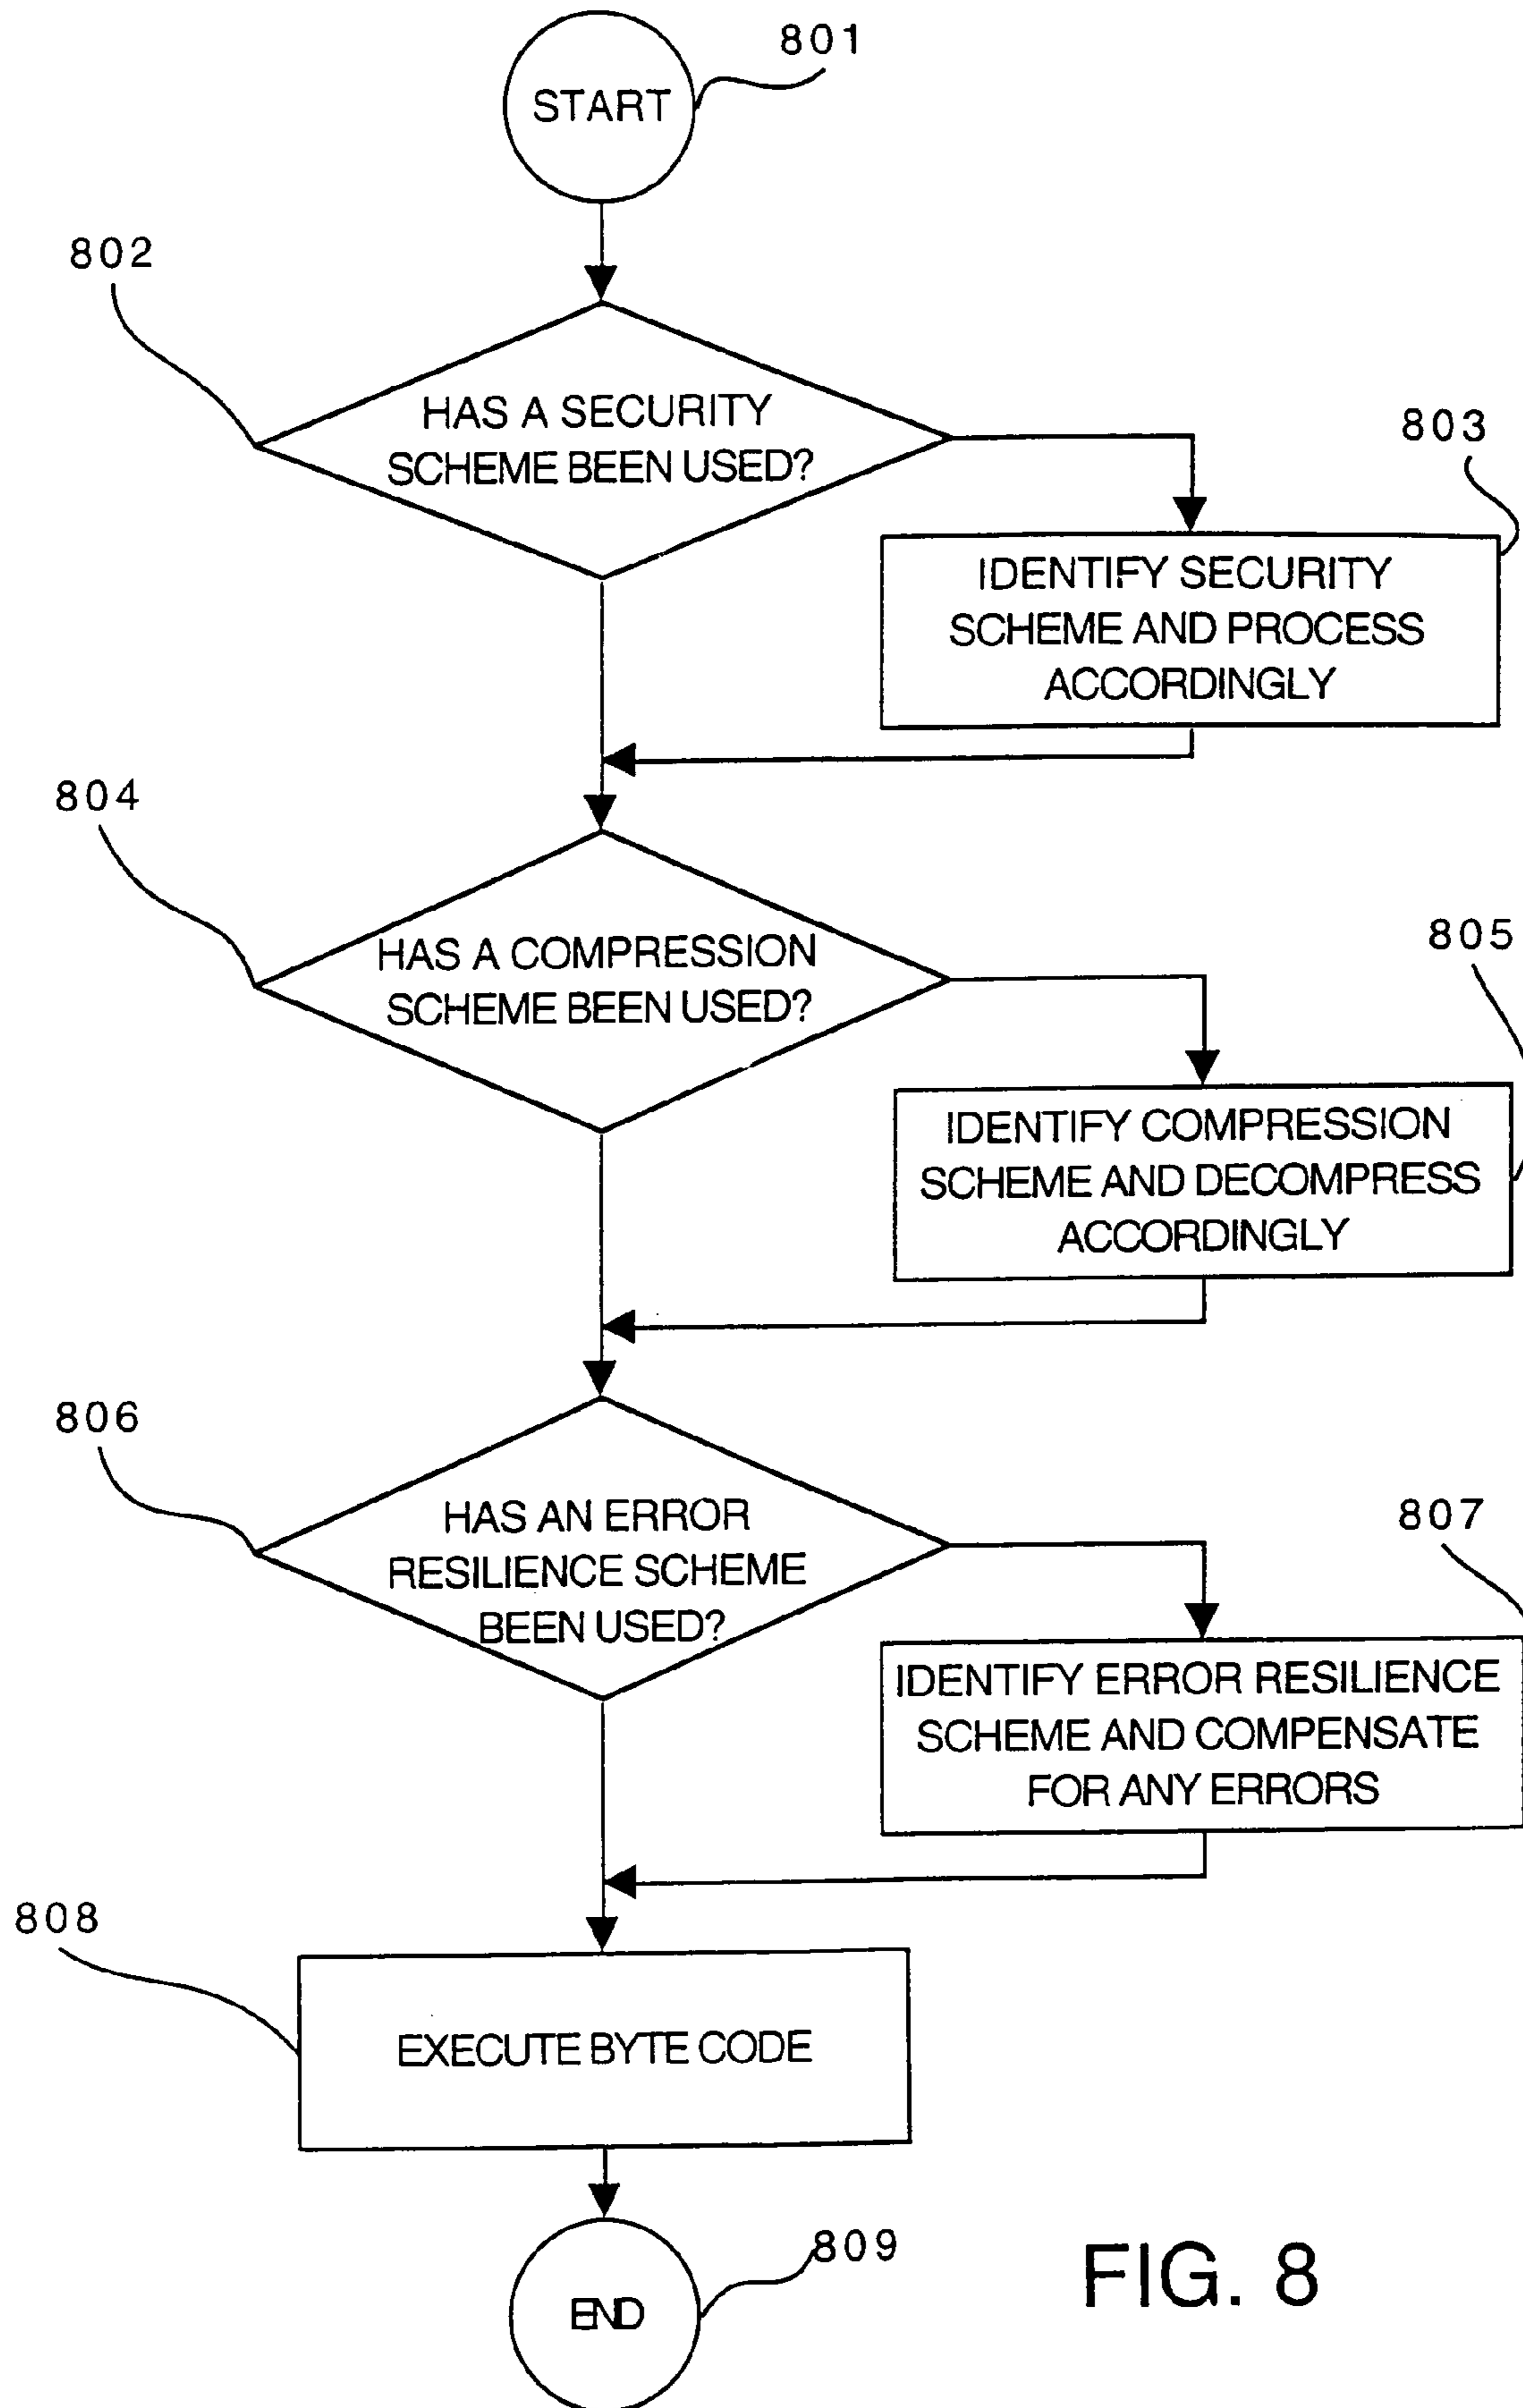 801
START
802
HAS A SECURITY
SCHEME BEEN USED?
803
IDENTIFY SECURITY
SCHEME AND PROCESS
ACCORDINGLY
804
HAS A COMPRESSION
SCHEME BEEN USED?
805
IDENTIFY COMPRESSION
SCHEME AND DECOMPRESS
ACCORDINGLY
806
HAS AN ERROR
RESILIENCE SCHEME
BEEN USED?
807
IDENTIFY ERROR RESILIENCE
SCHEME AND COMPENSATE
FOR ANY ERRORS
808
EXECUTE BYTE CODE
809
END
FIG. 8